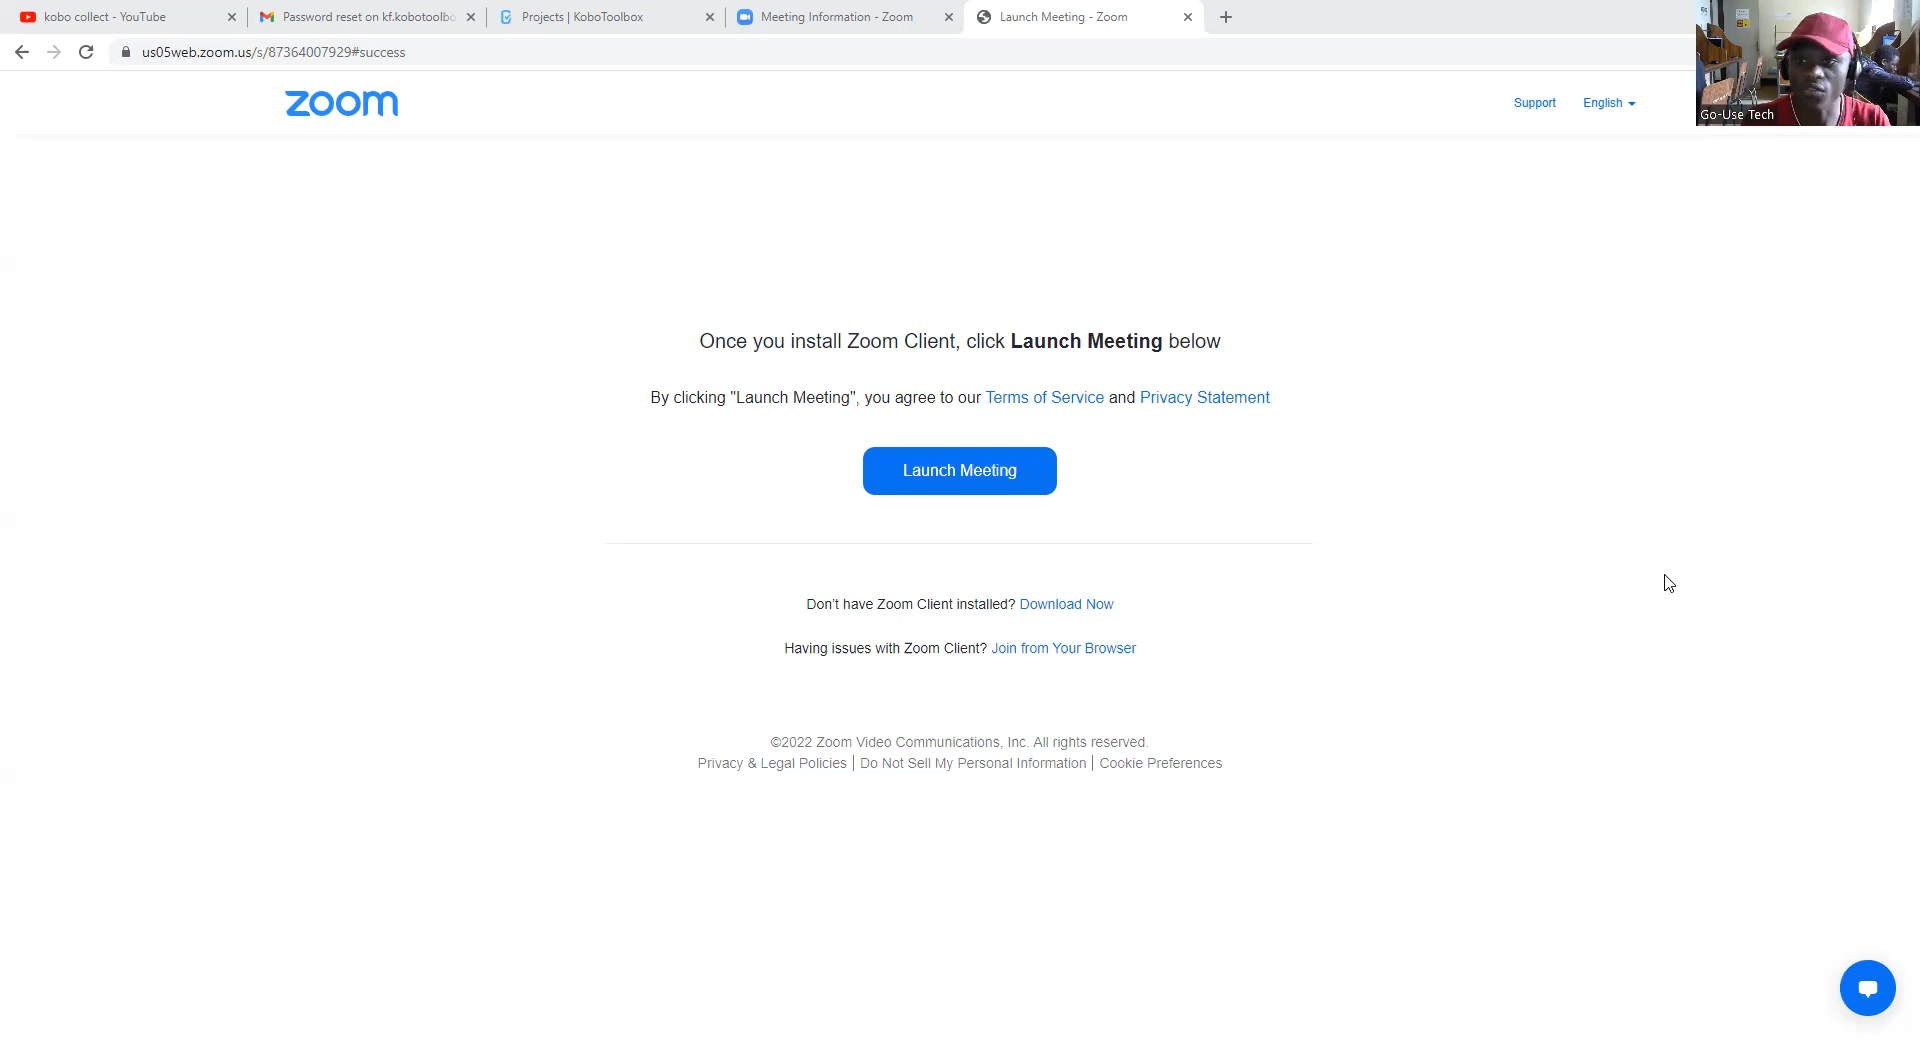 kobo collect - YouTube
Password reset on kf.kobotoolbo
Projects | KoboToolbox
Meeting Information - Zoom
Launch Meeting - Zoom
us05web.zoom.us/s/87364007929#success
zoom
Support
English
Go-Use Tech
Once you install Zoom Client, click Launch Meeting below
By clicking "Launch Meeting", you agree to our Terms of Service and Privacy Statement
Launch Meeting
Don't have Zoom Client installed? Download Now
Having issues with Zoom Client? Join from Your Browser
©2022 Zoom Video Communications, Inc. All rights reserved.
Privacy & Legal Policies | Do Not Sell My Personal Information | Cookie Preferences